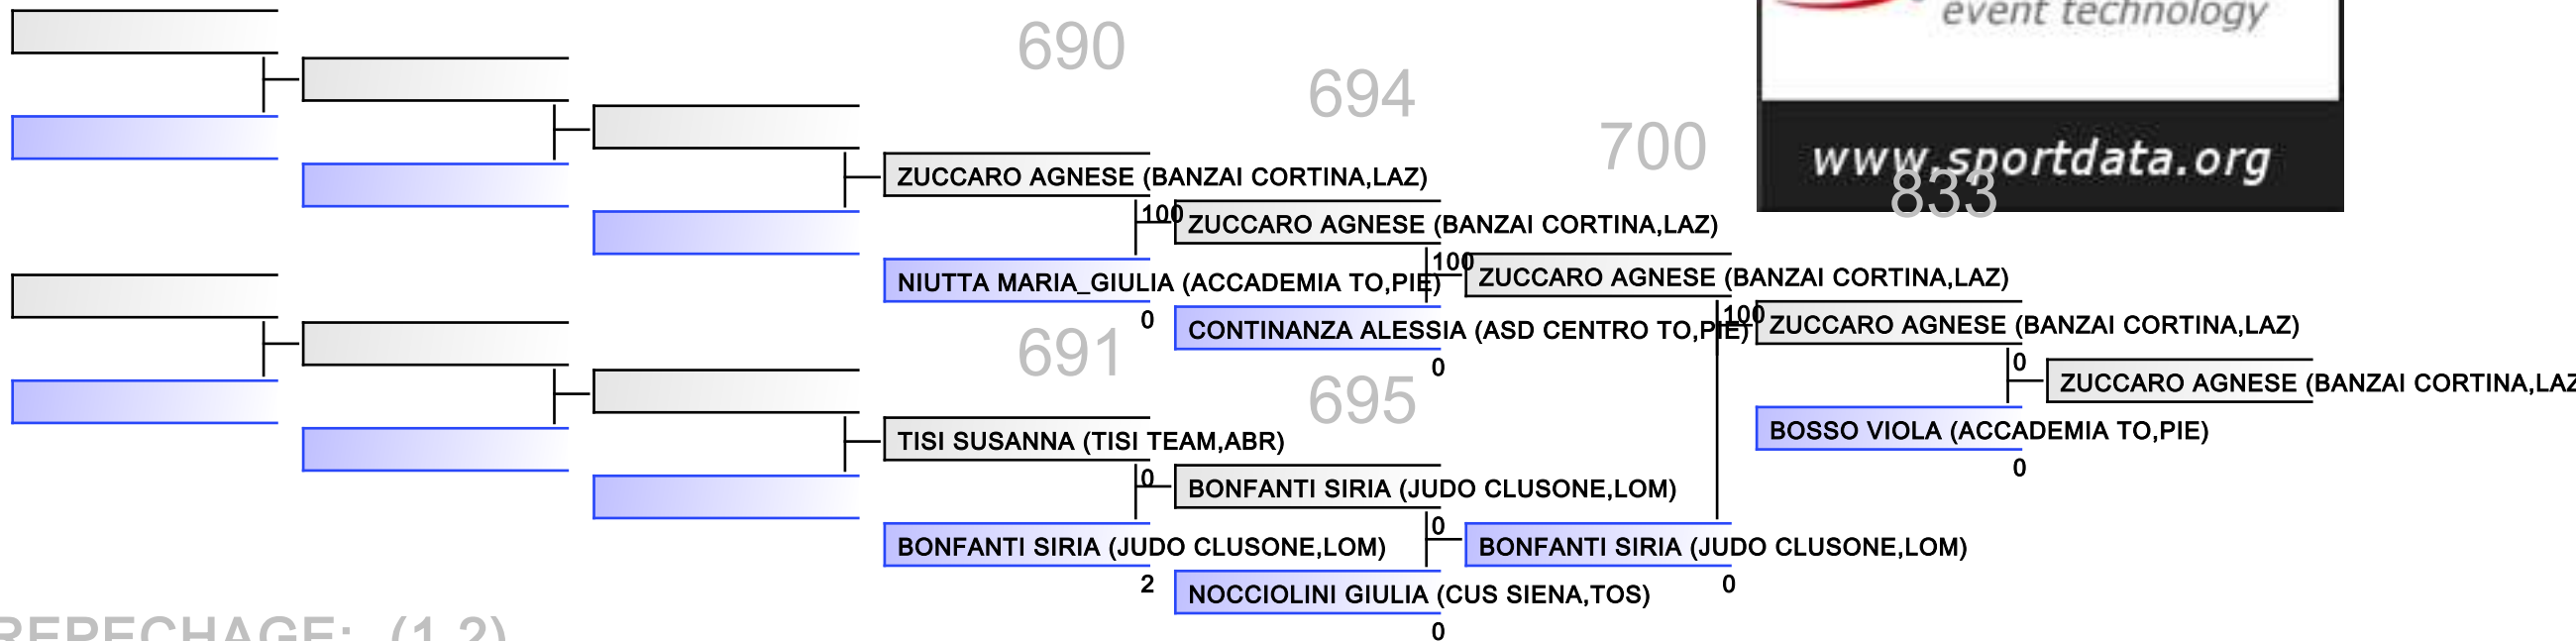 event technology
690
694
700
www.sportdata.org
833
ZUCCARO AGNESE (BANZAI CORTINA,LAZ)
100
ZUCCARO AGNESE (BANZAI CORTINA,LAZ)
100
NIUTTA MARIA_GIULIA (ACCADEMIA TO,PIE)
ZUCCARO AGNESE (BANZAI CORTINA,LAZ)
0
100
CONTINANZA ALESSIA (ASD CENTRO TO,PIE)
ZUCCARO AGNESE (BANZAI CORTINA,LAZ)
691
0
0
ZUCCARO AGNESE (BANZAI CORTINA,LAZ
695
TISI SUSANNA (TISI TEAM,ABR)
BOSSO VIOLA (ACCADEMIA TO,PIE)
0
0
BONFANTI SIRIA (JUDO CLUSONE,LOM)
0
BONFANTI SIRIA (JUDO CLUSONE,LOM)
BONFANTI SIRIA (JUDO CLUSONE,LOM)
2
0
NOCCIOLINI GIULIA (CUS SIENA,TOS)
0
REPECHAGE: (1,2)